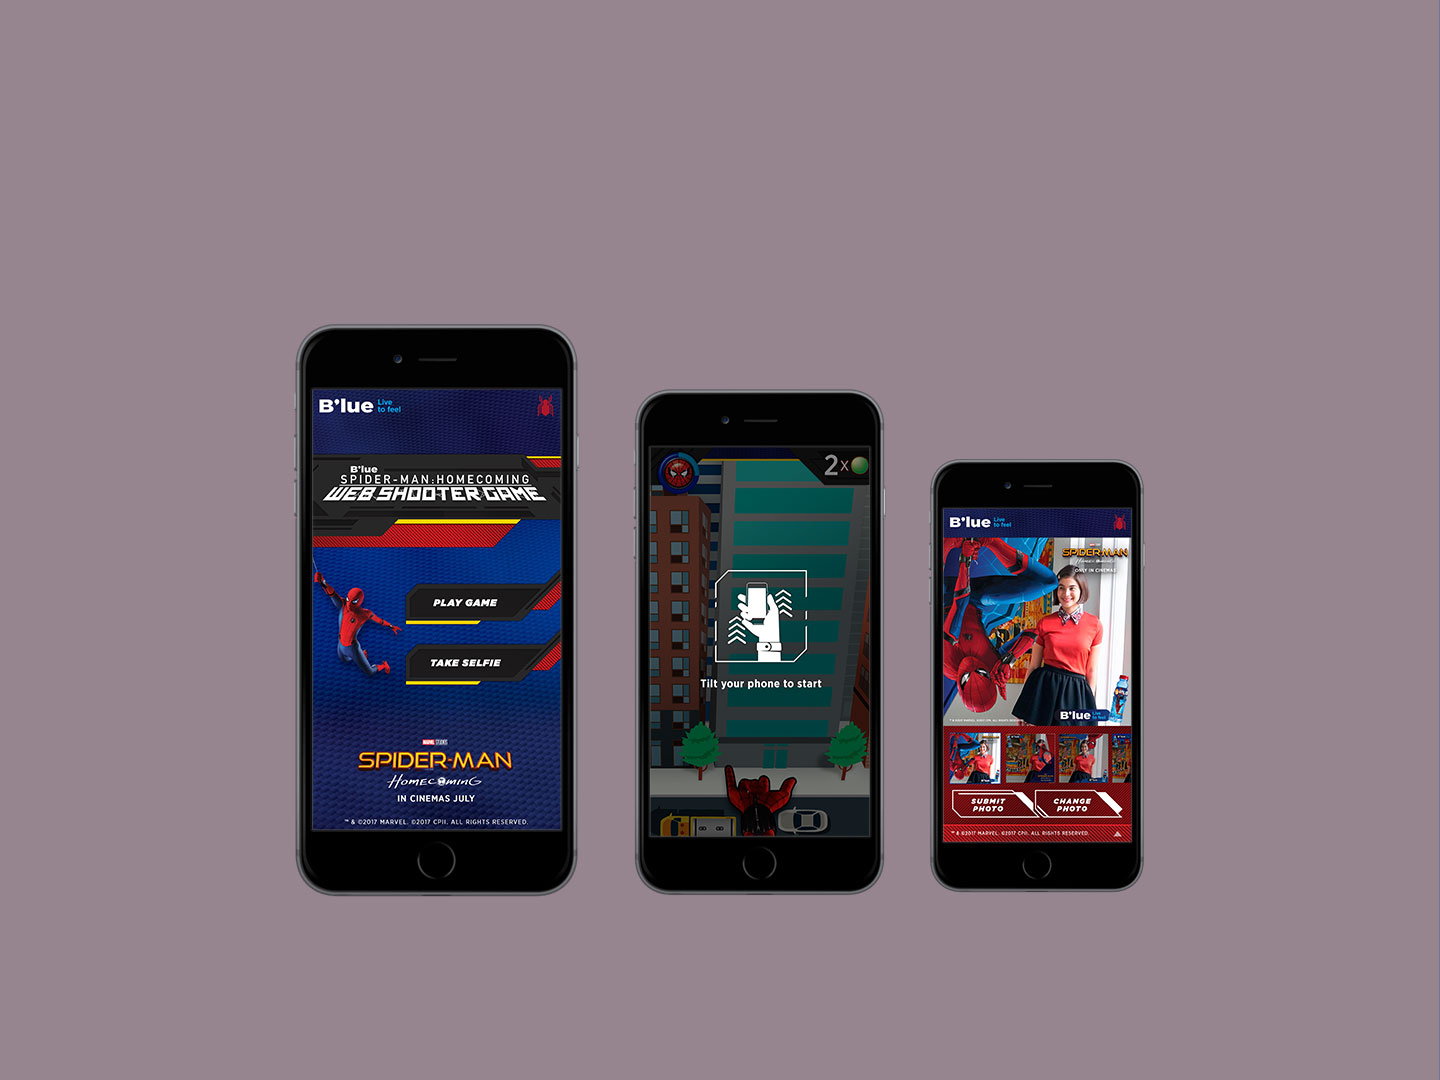 B'lue Live
to feel
B'lue
SPIDER-MAN: HOMECOMING
WEB SHOOTER GAME
PLAY GAME
TAKE SELFIE
MARVEL STUDIOS
SPIDER-MAN
HOMECOMING
IN CINEMAS JULY
™ & ©2017 MARVEL. ©2017 CPII. ALL RIGHTS RESERVED.
2x
Tilt your phone to start
B'lue Live
to feel
SPIDER-MAN
HOMECOMING
ONLY IN CINEMAS
B'lue Live
to feel
SUBMIT
PHOTO
CHANGE
PHOTO
™ & ©2017 MARVEL. ©2017 CPII. ALL RIGHTS RESERVED.